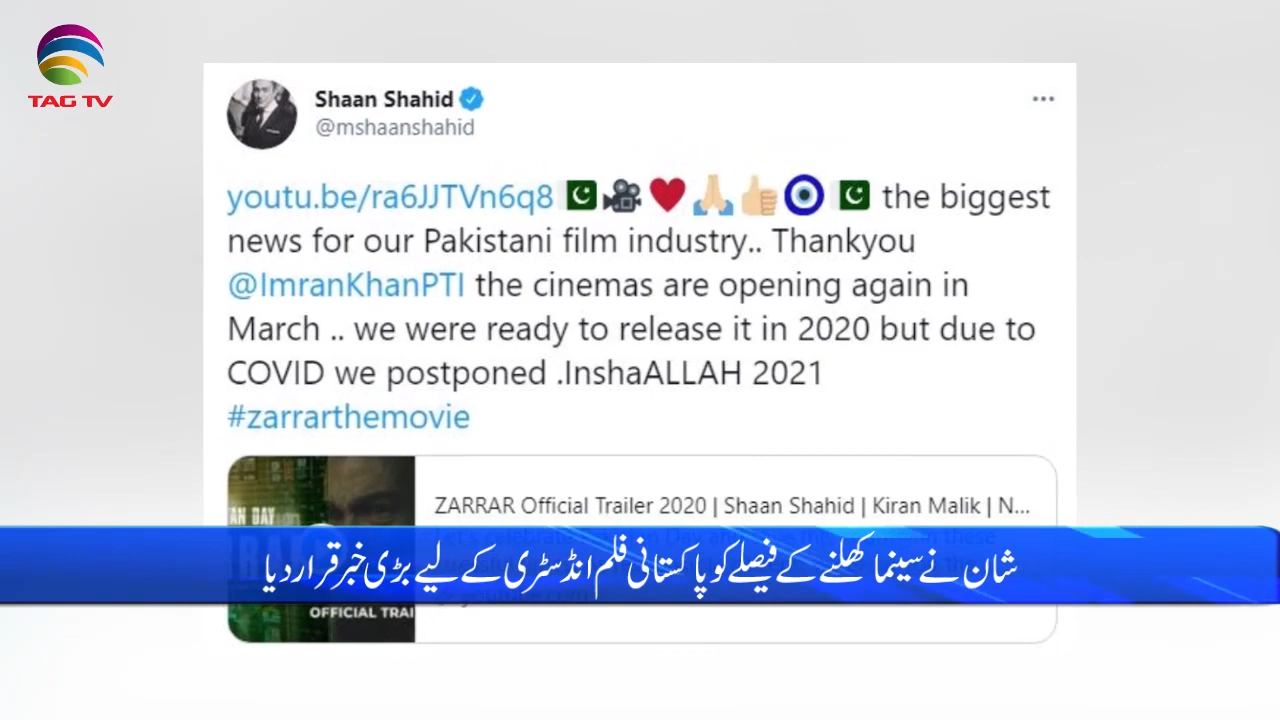 TAG TV
Shaan Shahid
@mshaanshahid
youtu.be/ra6JJTVn6q8 🇵🇰🎥❤️🙏🏼👍🏼🧿🇵🇰 the biggest
news for our Pakistani film industry.. Thankyou
@ImranKhanPTI the cinemas are opening again in
March .. we were ready to release it in 2020 but due to
COVID we postponed .InshaALLAH 2021
#zarrarthemovie
AN DAY
ZARRAR Official Trailer 2020 | Shaan Shahid | Kiran Malik | N...
شان نے سینما کھلنے کے فیصلے کو پاکستانی فلم انڈسٹری کے لیے بڑی خبر قرار دیا
OFFICIAL TRAI